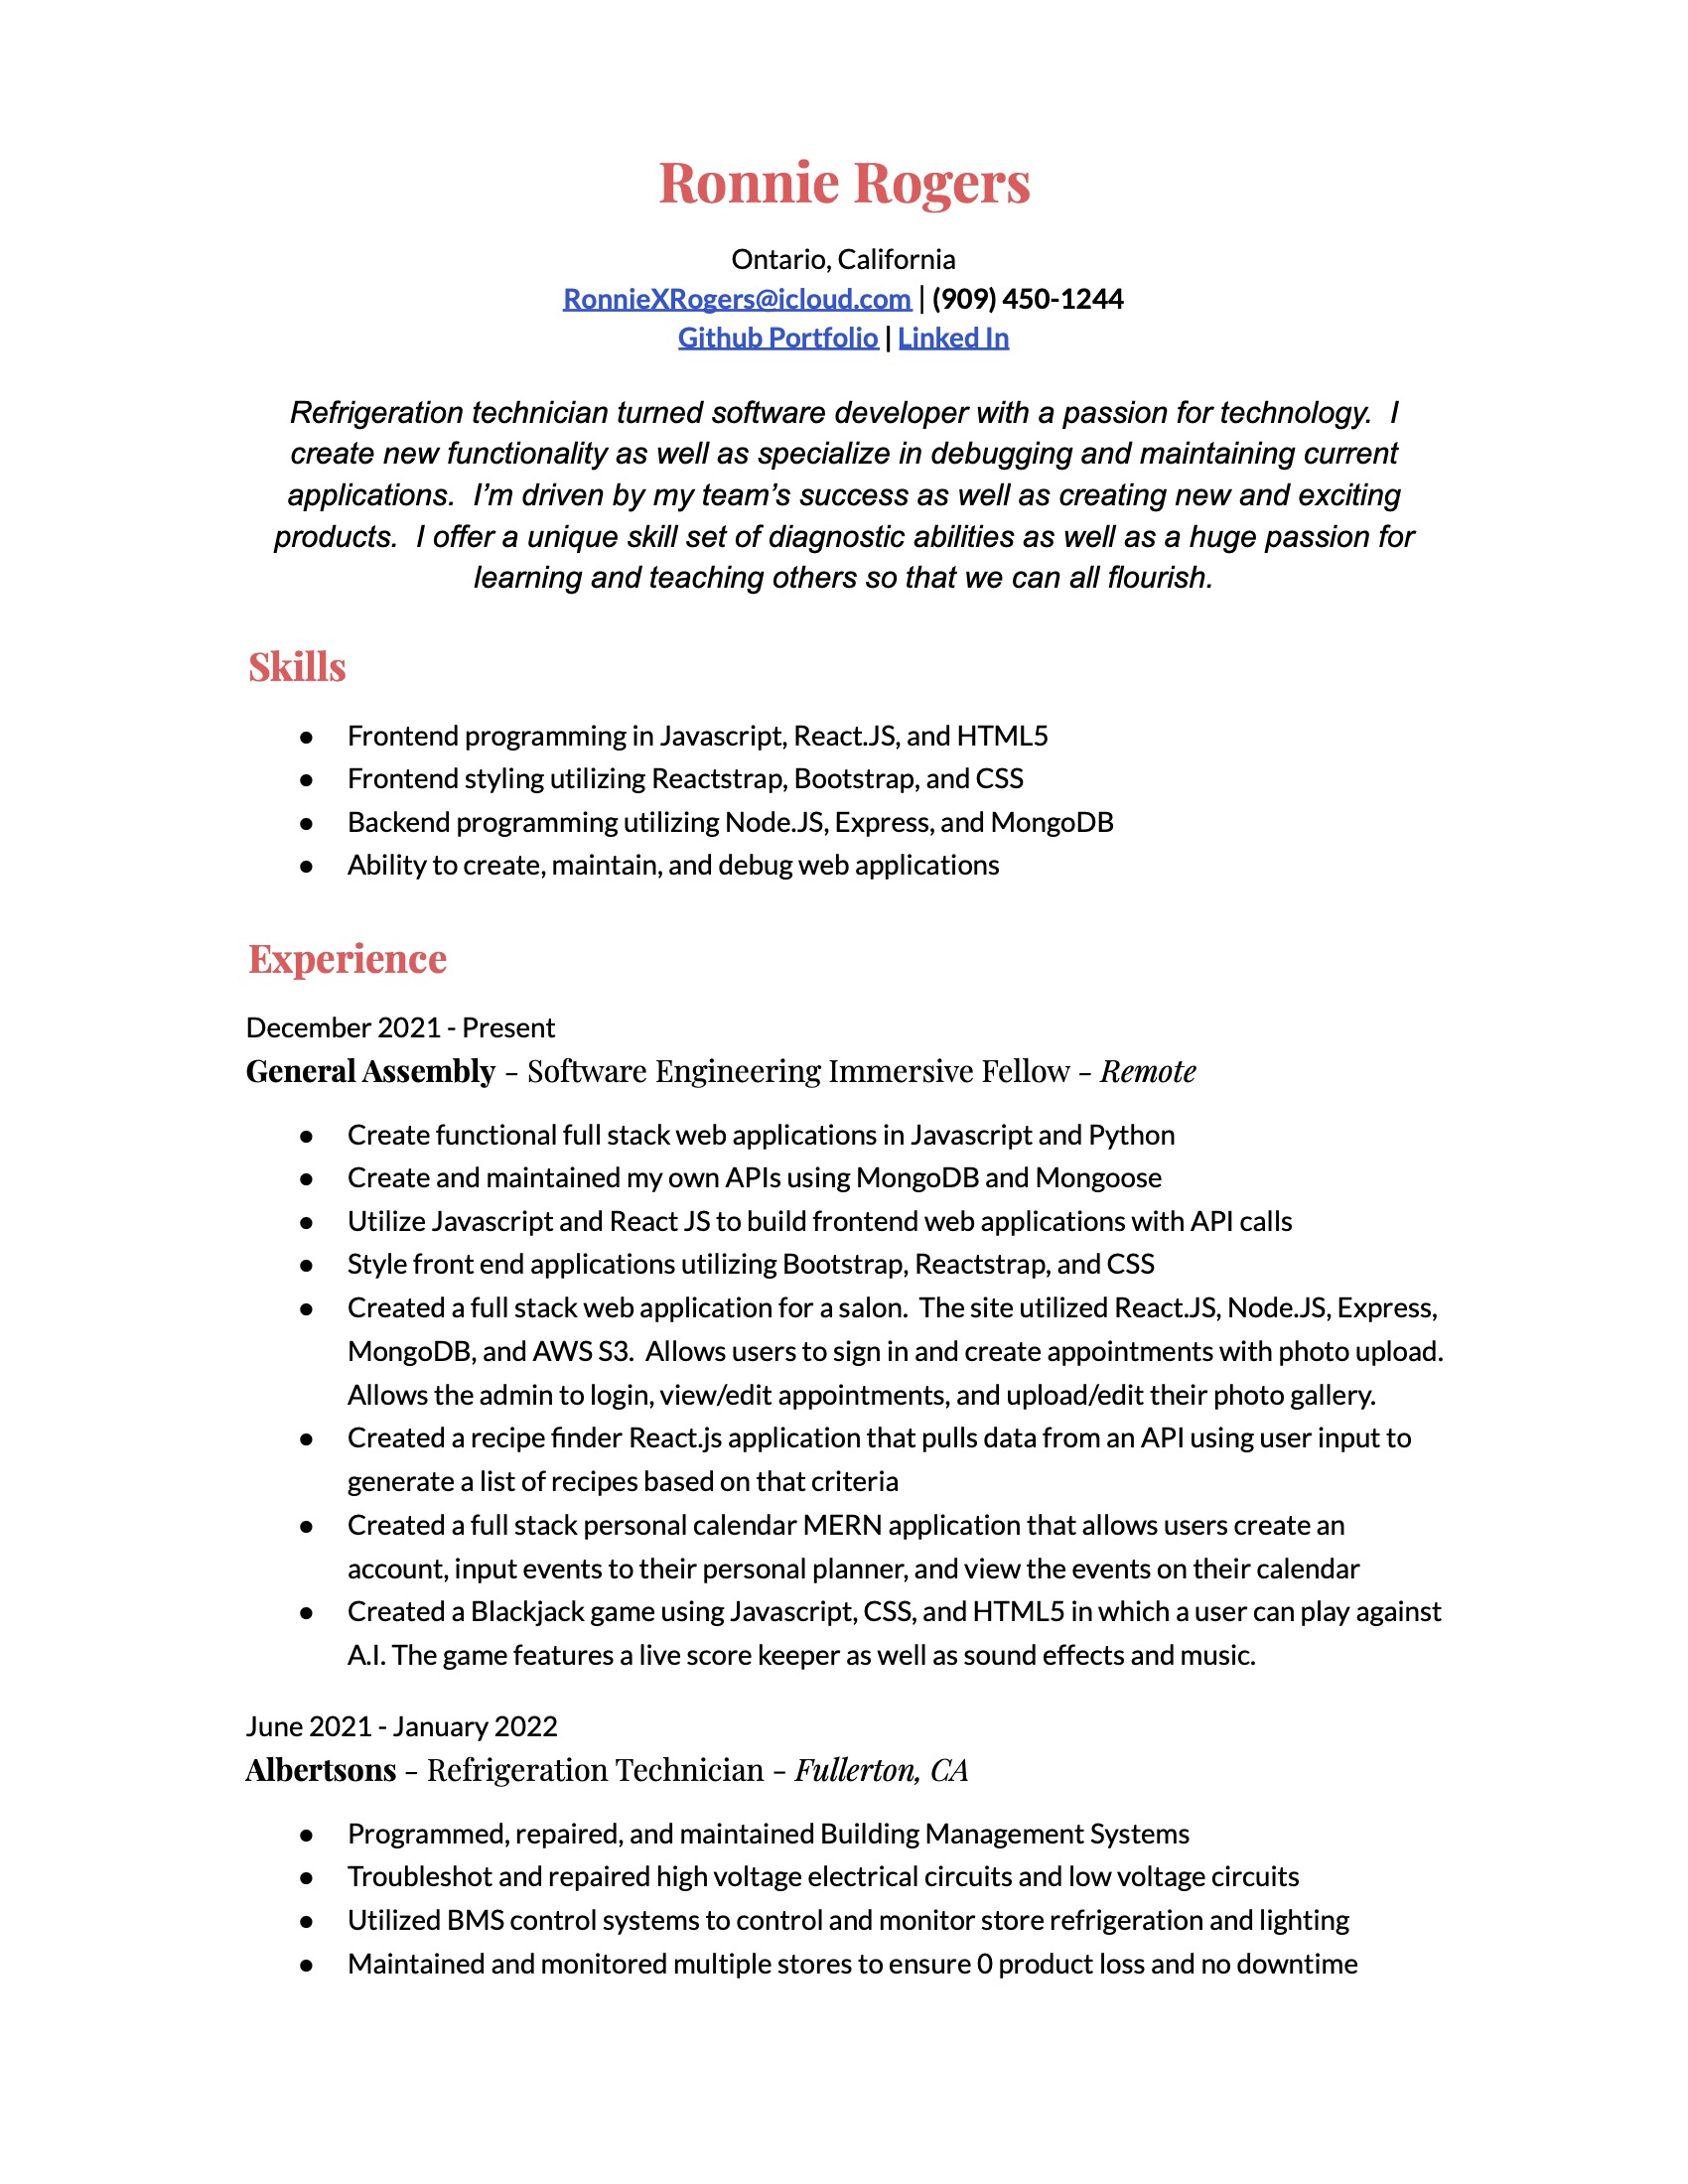 Ronnie Rogers
Ontario, California
RonnieXRogers@icloud.com | (909) 450-1244
Github Portfolio | Linked In
Refrigeration technician turned software developer with a passion for technology.  I
create new functionality as well as specialize in debugging and maintaining current
applications.  I’m driven by my team’s success as well as creating new and exciting
products.  I offer a unique skill set of diagnostic abilities as well as a huge passion for
learning and teaching others so that we can all flourish.
Skills
● Frontend programming in Javascript, React.JS, and HTML5
● Frontend styling utilizing Reactstrap, Bootstrap, and CSS
● Backend programming utilizing Node.JS, Express, and MongoDB
● Ability to create, maintain, and debug web applications
Experience
December 2021 - Present
General Assembly – Software Engineering Immersive Fellow – Remote
● Create functional full stack web applications in Javascript and Python
● Create and maintained my own APIs using MongoDB and Mongoose
● Utilize Javascript and React JS to build frontend web applications with API calls
● Style front end applications utilizing Bootstrap, Reactstrap, and CSS
● Created a full stack web application for a salon.  The site utilized React.JS, Node.JS, Express,
MongoDB, and AWS S3.  Allows users to sign in and create appointments with photo upload.
Allows the admin to login, view/edit appointments, and upload/edit their photo gallery.
● Created a recipe finder React.js application that pulls data from an API using user input to
generate a list of recipes based on that criteria
● Created a full stack personal calendar MERN application that allows users create an
account, input events to their personal planner, and view the events on their calendar
● Created a Blackjack game using Javascript, CSS, and HTML5 in which a user can play against
A.I. The game features a live score keeper as well as sound effects and music.
June 2021 - January 2022
Albertsons – Refrigeration Technician – Fullerton, CA
● Programmed, repaired, and maintained Building Management Systems
● Troubleshot and repaired high voltage electrical circuits and low voltage circuits
● Utilized BMS control systems to control and monitor store refrigeration and lighting
● Maintained and monitored multiple stores to ensure 0 product loss and no downtime